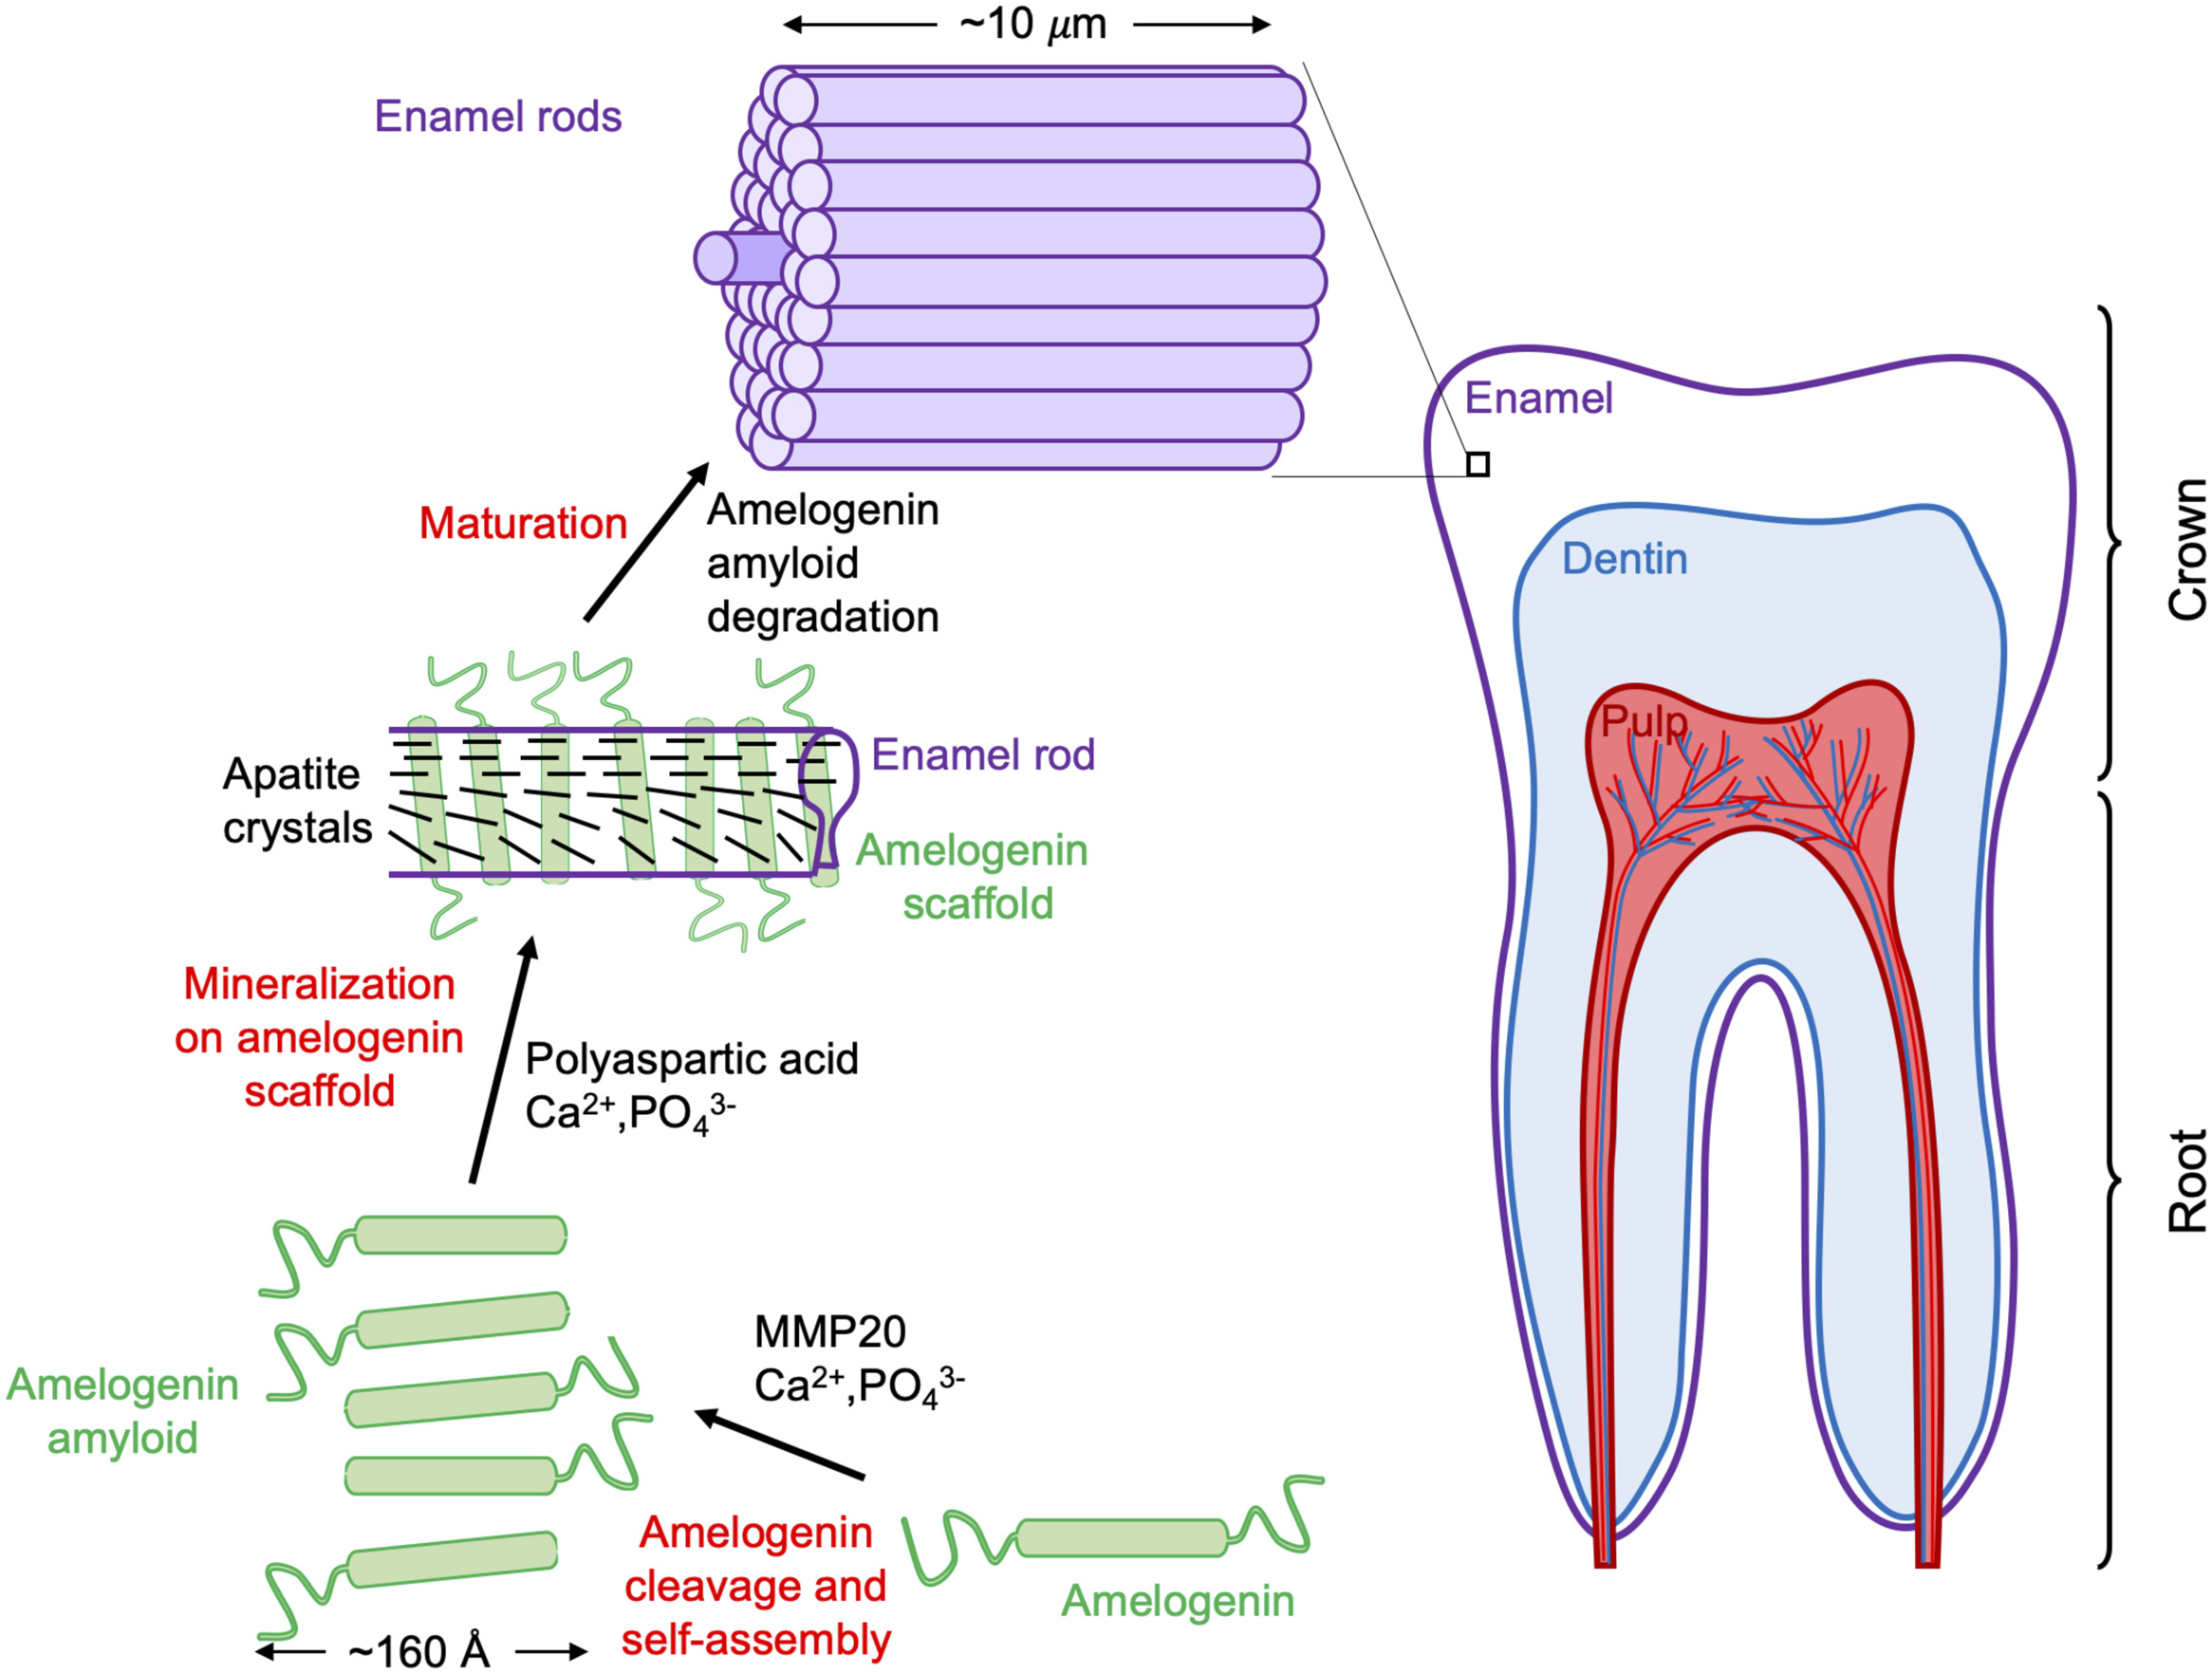 ~10 μm
Enamel rods
Enamel
Crown
Maturation
Amelogenin
amyloid
degradation
Dentin
Pulp
Apatite
crystals
Enamel rod
Amelogenin
scaffold
Mineralization
on amelogenin
scaffold
Polyaspartic acid
Ca²⁺,PO₄³⁻
Root
Amelogenin
amyloid
MMP20
Ca²⁺,PO₄³⁻
Amelogenin
cleavage and
self-assembly
Amelogenin
~160 Å